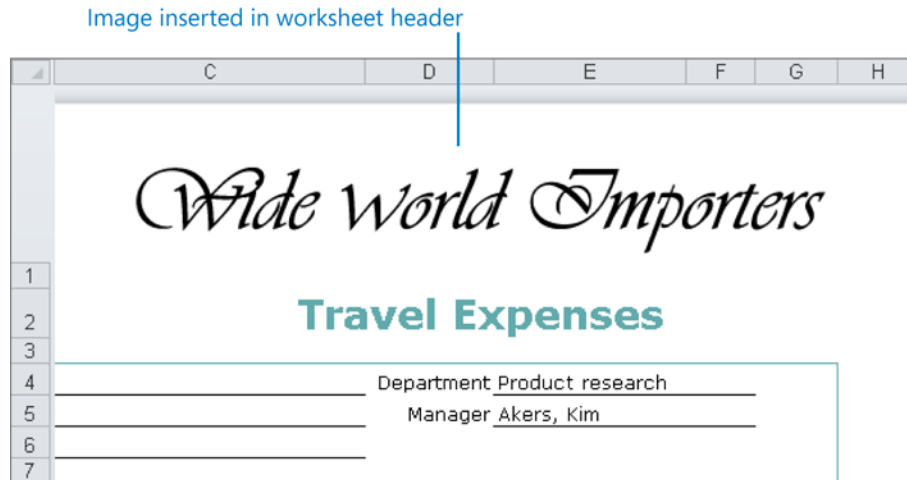 Image inserted in worksheet header
C D E F G H
Wide World Importers
1
2 Travel Expenses
3
4 Department Product research
5 Manager Akers, Kim
6
7